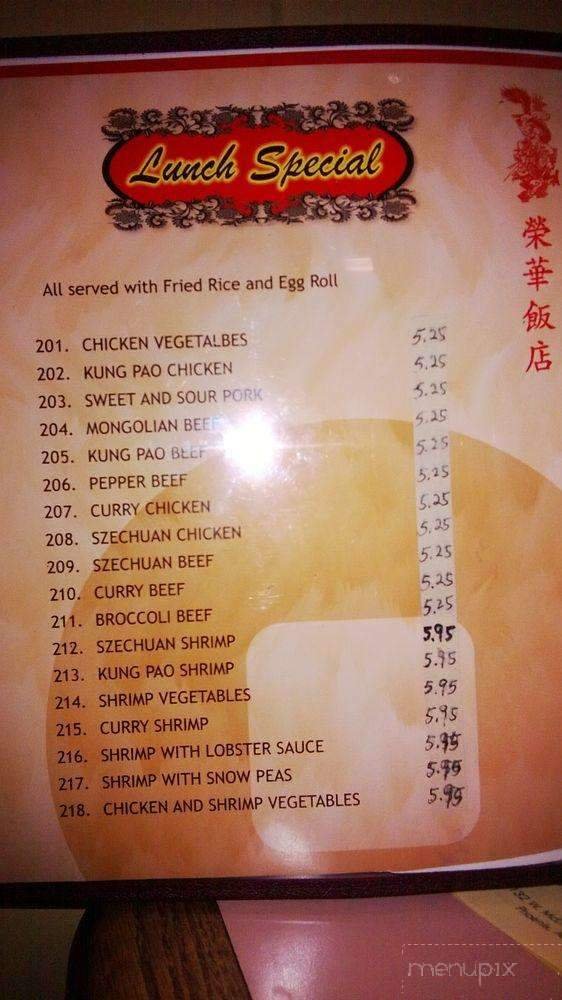 Lunch Special
榮華飯店
All served with Fried Rice and Egg Roll
201. CHICKEN VEGETALBES 5.25
202. KUNG PAO CHICKEN 5.25
203. SWEET AND SOUR PORK 5.25
204. MONGOLIAN BEEF 5.25
205. KUNG PAO BEEF 5.25
206. PEPPER BEEF 5.25
207. CURRY CHICKEN 5.25
208. SZECHUAN CHICKEN 5.25
209. SZECHUAN BEEF 5.25
210. CURRY BEEF 5.25
211. BROCCOLI BEEF 5.25
212. SZECHUAN SHRIMP 5.95
213. KUNG PAO SHRIMP 5.95
214. SHRIMP VEGETABLES 5.95
215. CURRY SHRIMP 5.95
216. SHRIMP WITH LOBSTER SAUCE 5.95
217. SHRIMP WITH SNOW PEAS 5.95
218. CHICKEN AND SHRIMP VEGETABLES 5.95
menupix